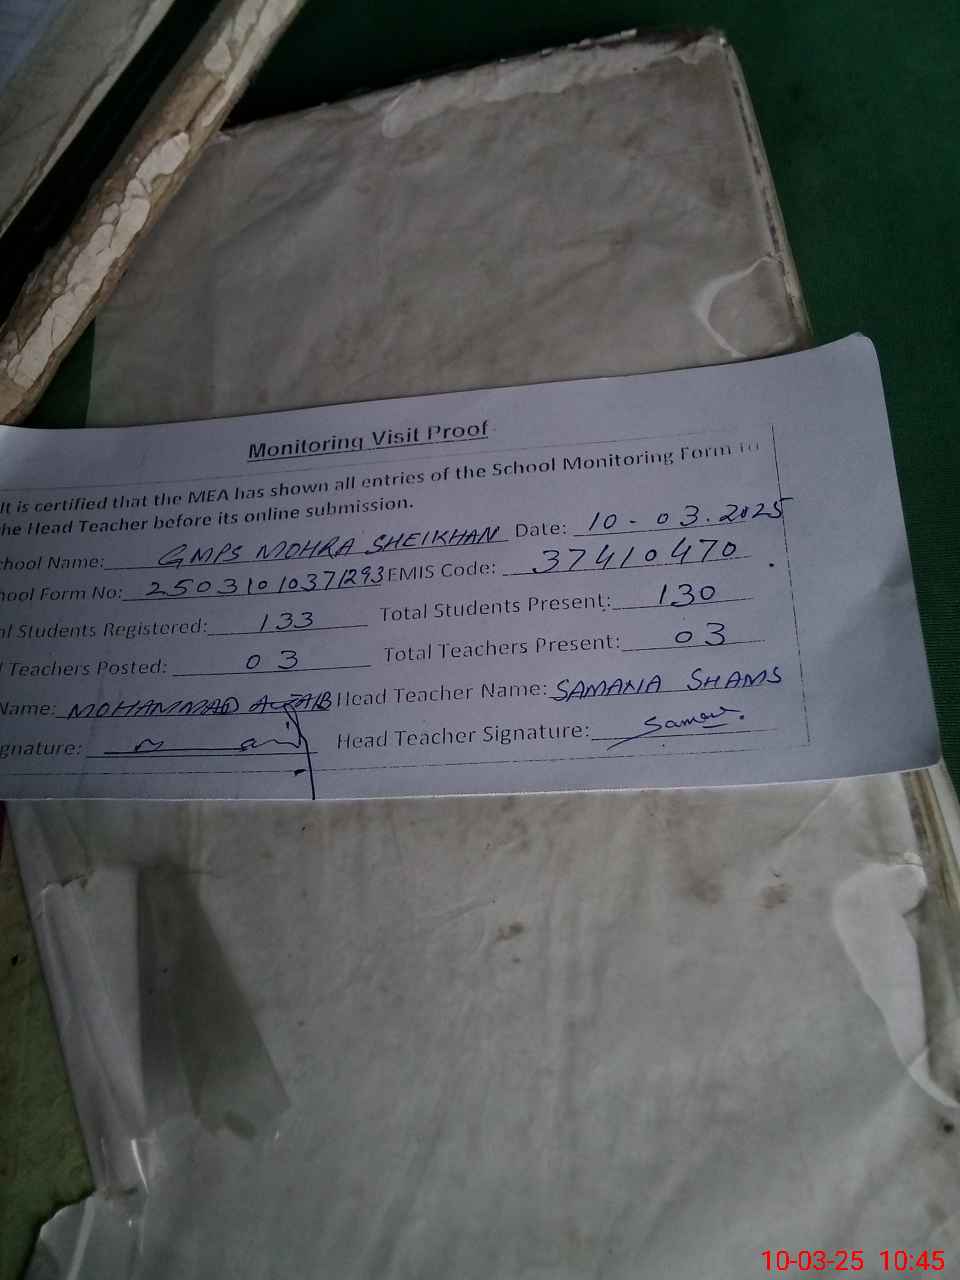 Monitoring Visit Proof
It is certified that the MEA has shown all entries of the School Monitoring Form to
he Head Teacher before its online submission.
chool Name: GMPS MOHRA SHEIKHAN Date: 10-03.2025
hool Form No: 25031010371293 EMIS Code: 37410470
al Students Registered: 133 Total Students Present: 130
Teachers Posted: 03 Total Teachers Present: 03
Name: MOHAMMAD Head Teacher Name: SAMANA SHAMS
gnature: Head Teacher Signature:
10-03-25 10:45